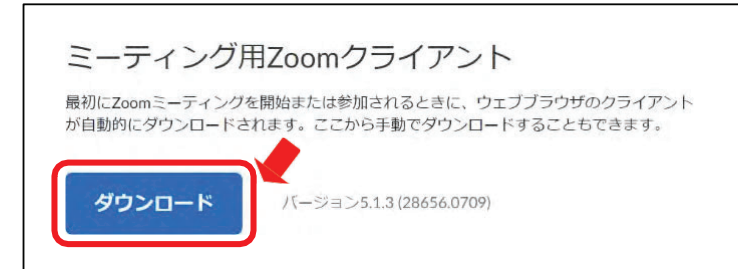 ミーティング用Zoomクライアント
最初にZoomミーティングを開始または参加されるときに、ウェブブラウザのクライアント
が自動的にダウンロードされます。ここから手動でダウンロードすることもできます。
ダウンロード
バージョン5.1.3 (28656.0709)